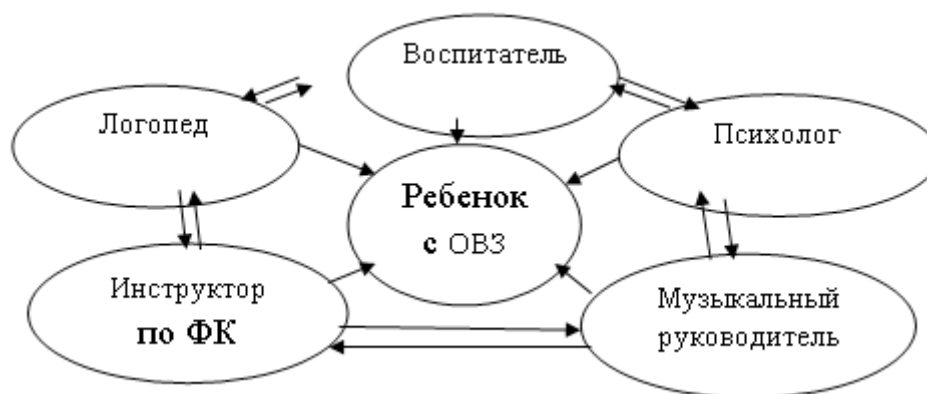 Воспитатель
Логопед
Психолог
Ребенок
с ОВЗ
Инструктор
по ФК
Музыкальный
руководитель